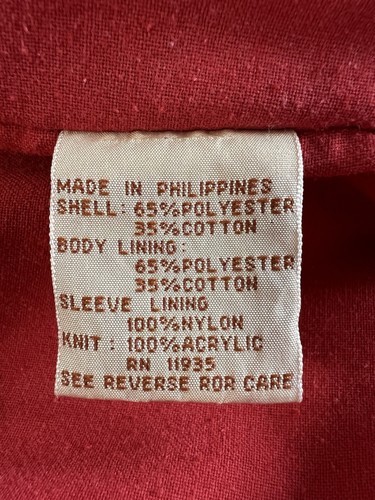 MADE IN PHILIPPINES
SHELL: 65%POLYESTER
35%COTTON
BODY LINING:
65%POLYESTER
35%COTTON
SLEEVE LINING
100%NYLON
KNIT: 100%ACRYLIC
RN 11935
SEE REVERSE ROR CARE